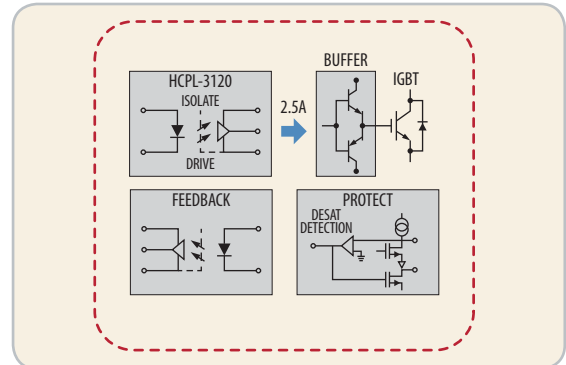 HCPL-3120
ISOLATE
DRIVE
2.5A
BUFFER
IGBT
FEEDBACK
PROTECT
DESAT
DETECTION